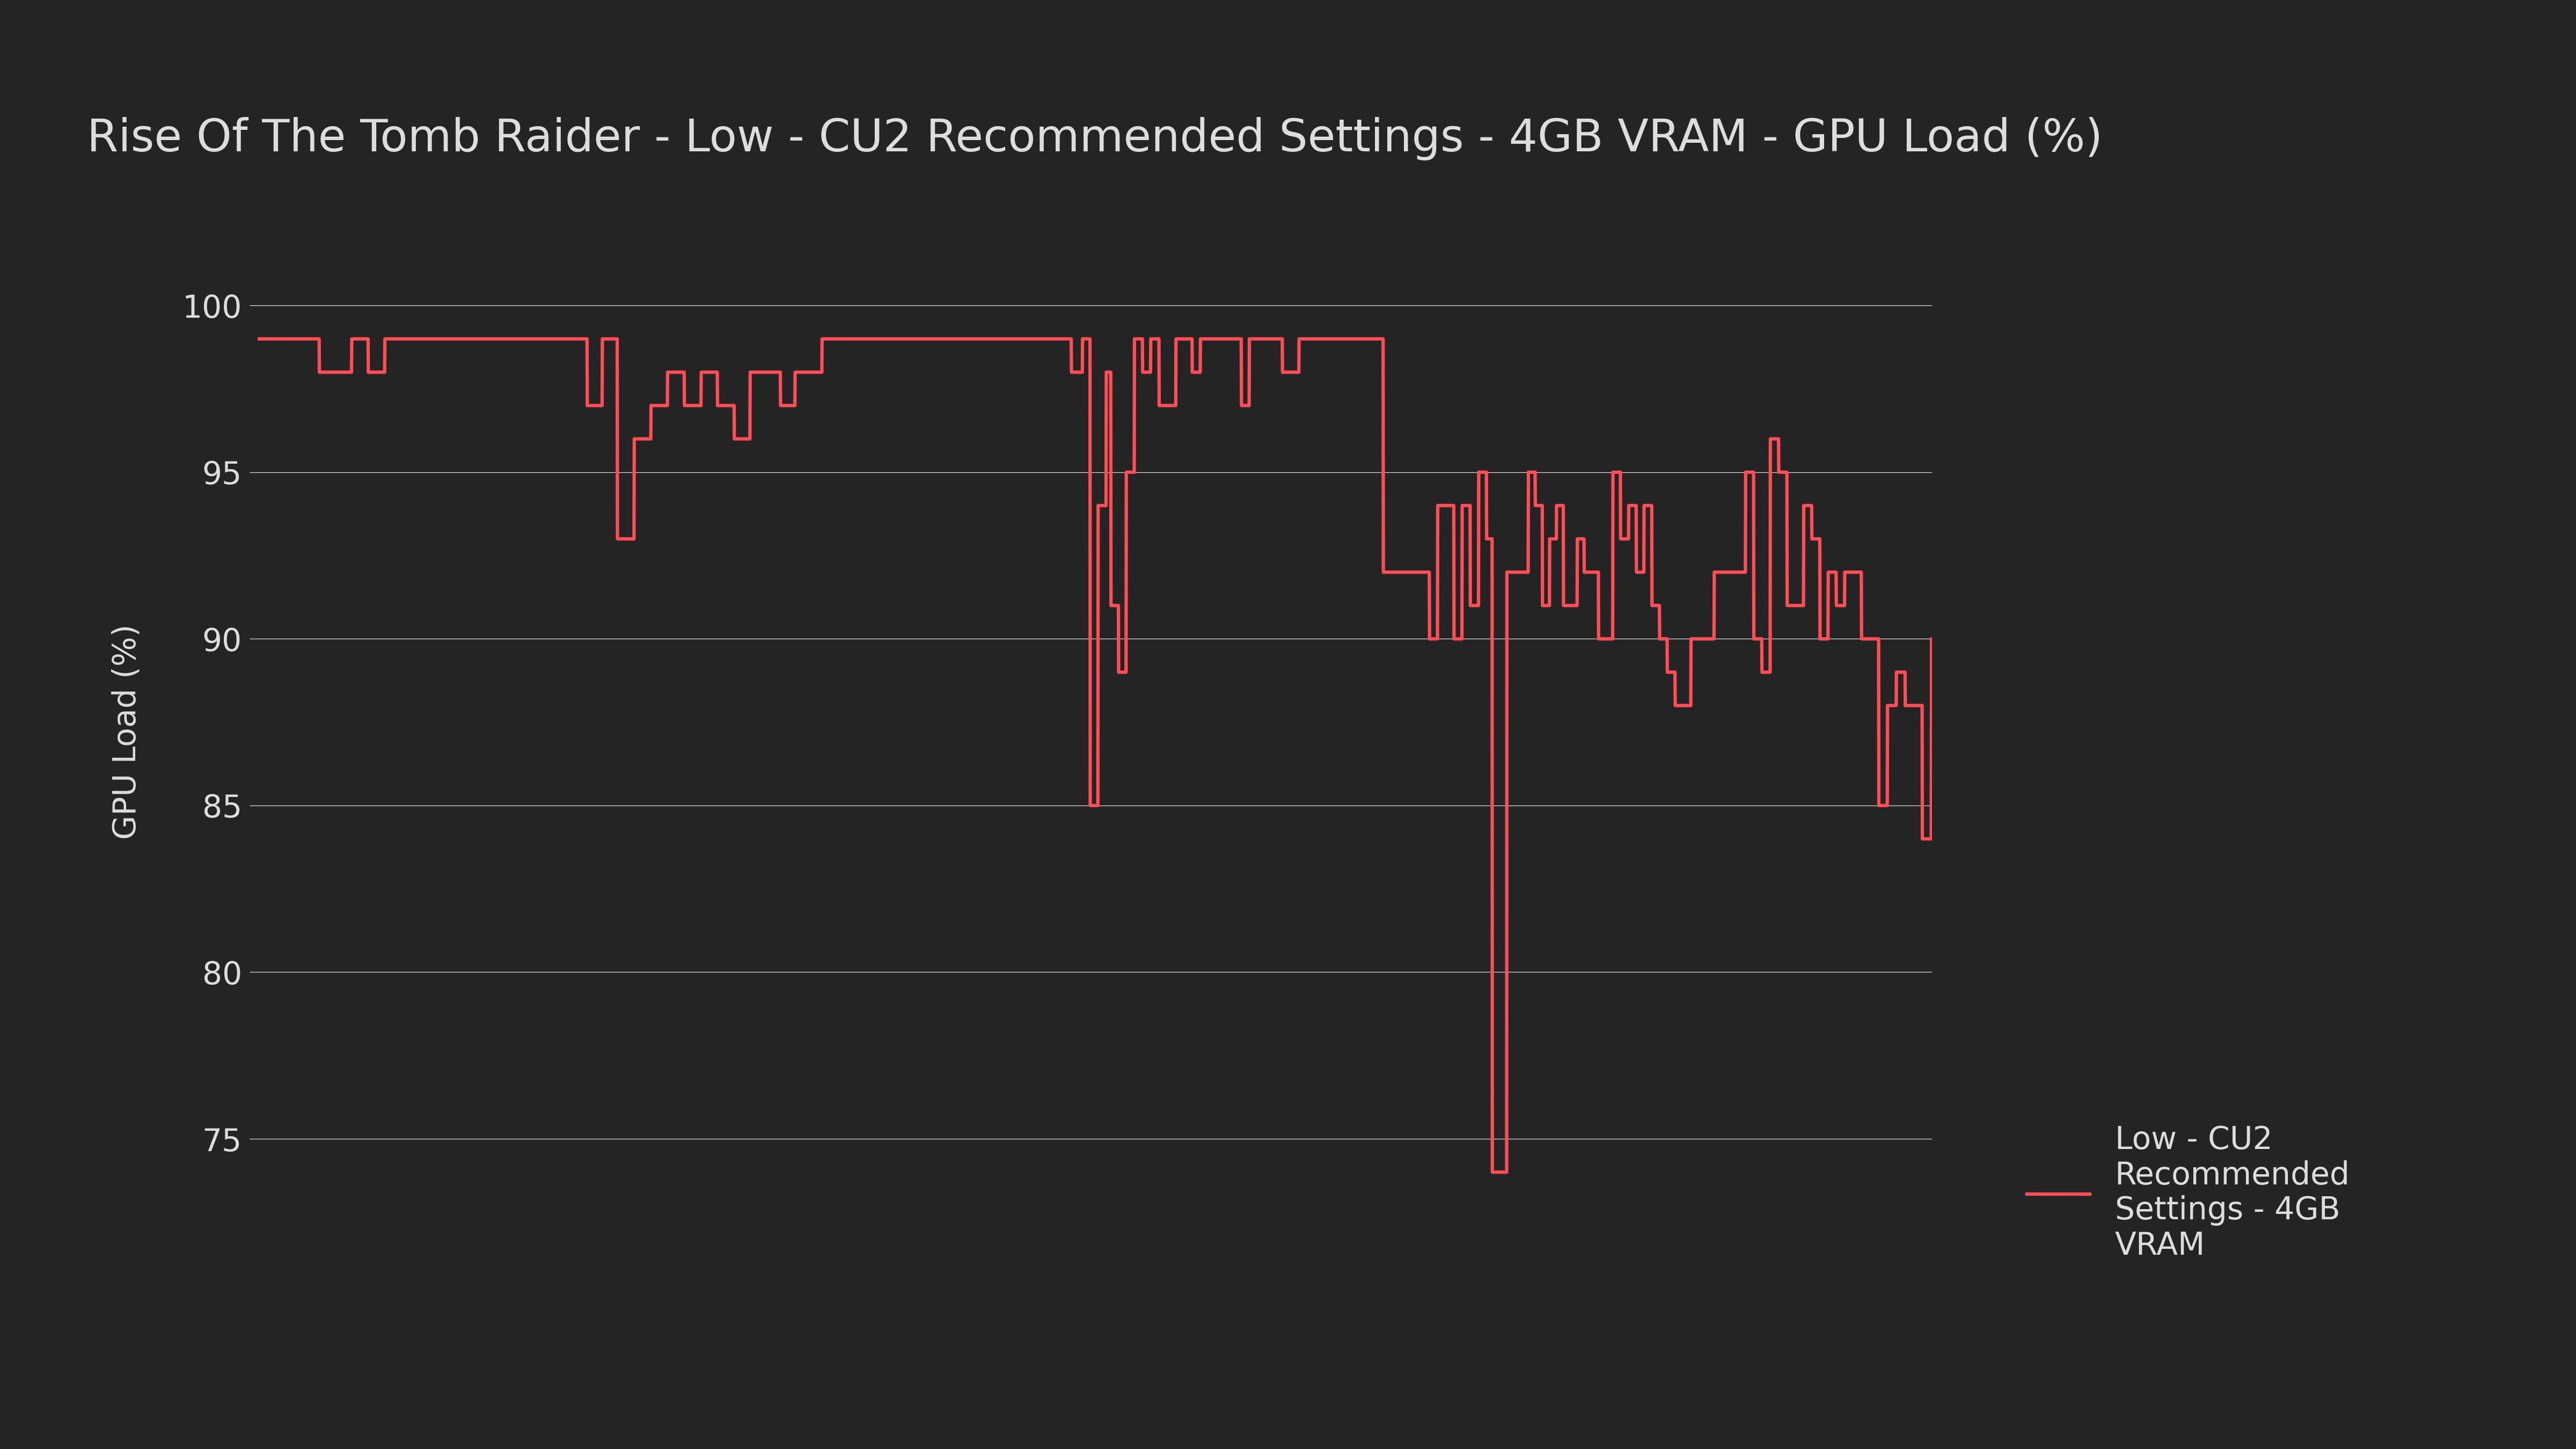 Rise Of The Tomb Raider - Low - CU2 Recommended Settings - 4GB VRAM - GPU Load (%)
100
95
90
85
80
75
GPU Load (%)
Low - CU2
Recommended
Settings - 4GB
VRAM